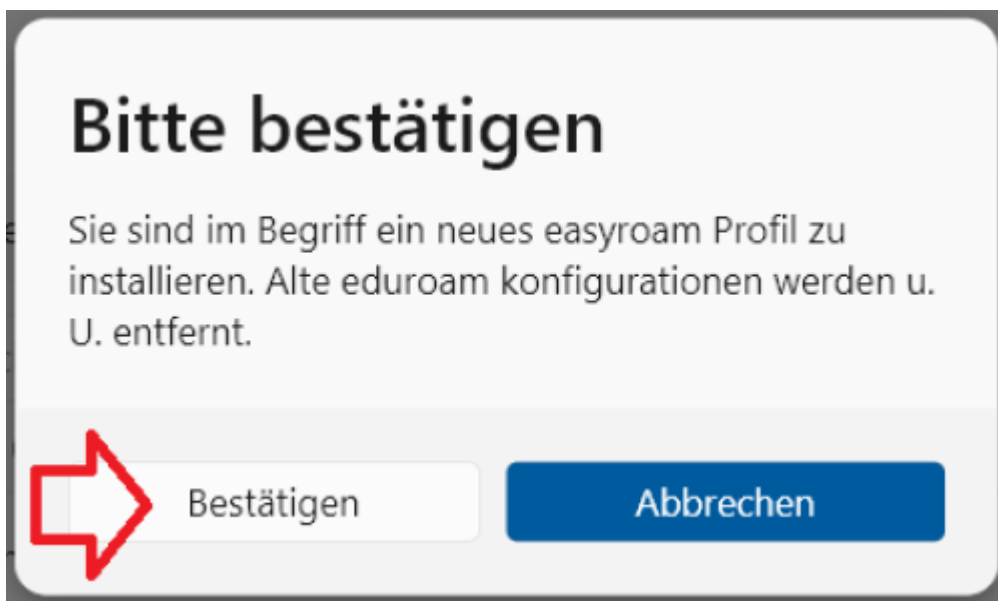 Bitte bestätigen
Sie sind im Begriff ein neues easyroam Profil zu
installieren. Alte eduroam konfigurationen werden u.
U. entfernt.
Bestätigen
Abbrechen